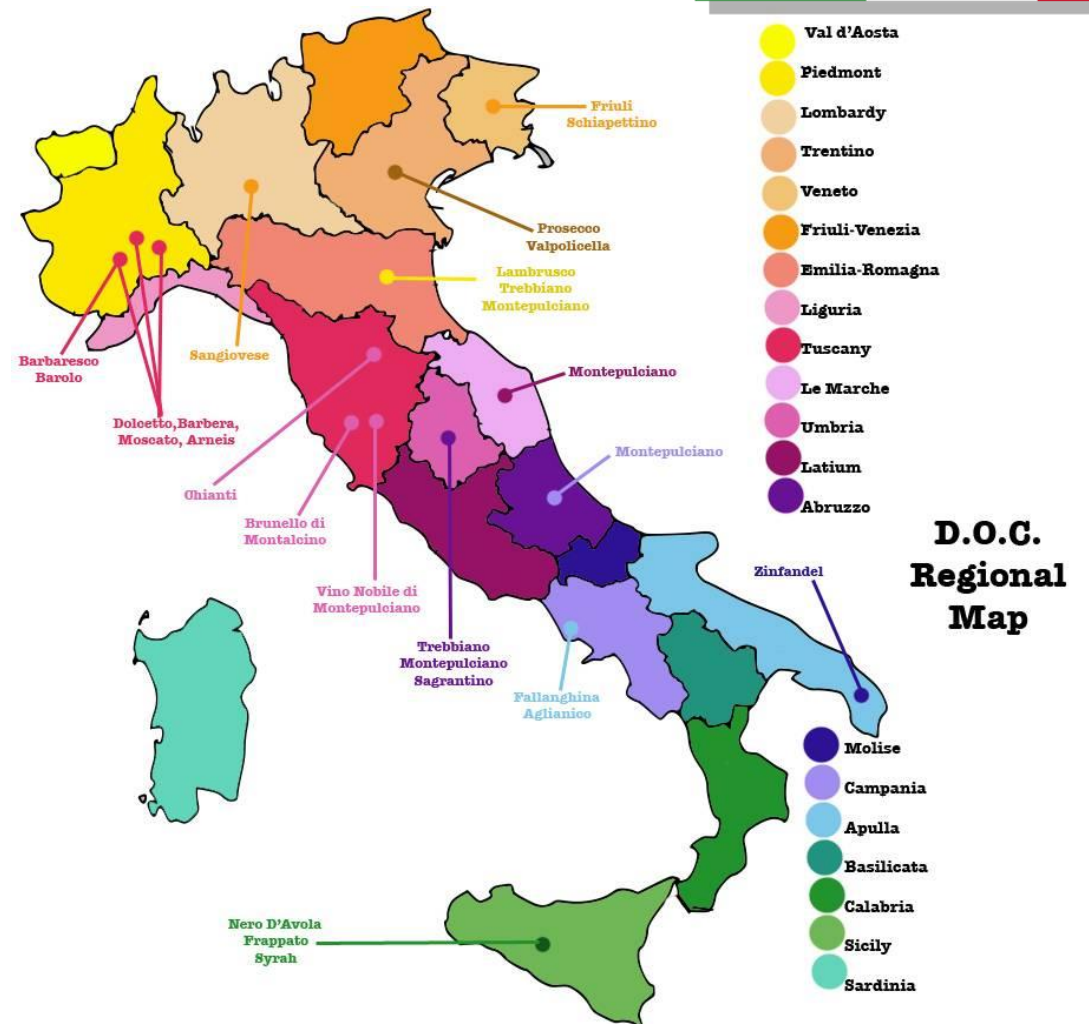 Val d'Aosta
Piedmont
Lombardy
Trentino
Veneto
Friuli-Venezia
Emilia-Romagna
Liguria
Tuscany
Le Marche
Umbria
Latium
Abruzzo
D.O.C.
Regional
Map
Friuli
Schiapettino
Prosecco
Valpolicella
Lambrusco
Trebbiano
Montepulciano
Sangiovese
Barbaresco
Barolo
Dolcetto,Barbera,
Moscato, Arneis
Montepulciano
Chianti
Montepulciano
Brunello di
Montalcino
Vino Nobile di
Montepulciano
Zinfandel
Trebbiano
Montepulciano
Sagrantino
Fallanghina
Aglianico
Molise
Campania
Apulla
Basilicata
Calabria
Sicily
Sardinia
Nero D'Avola
Frappato
Syrah